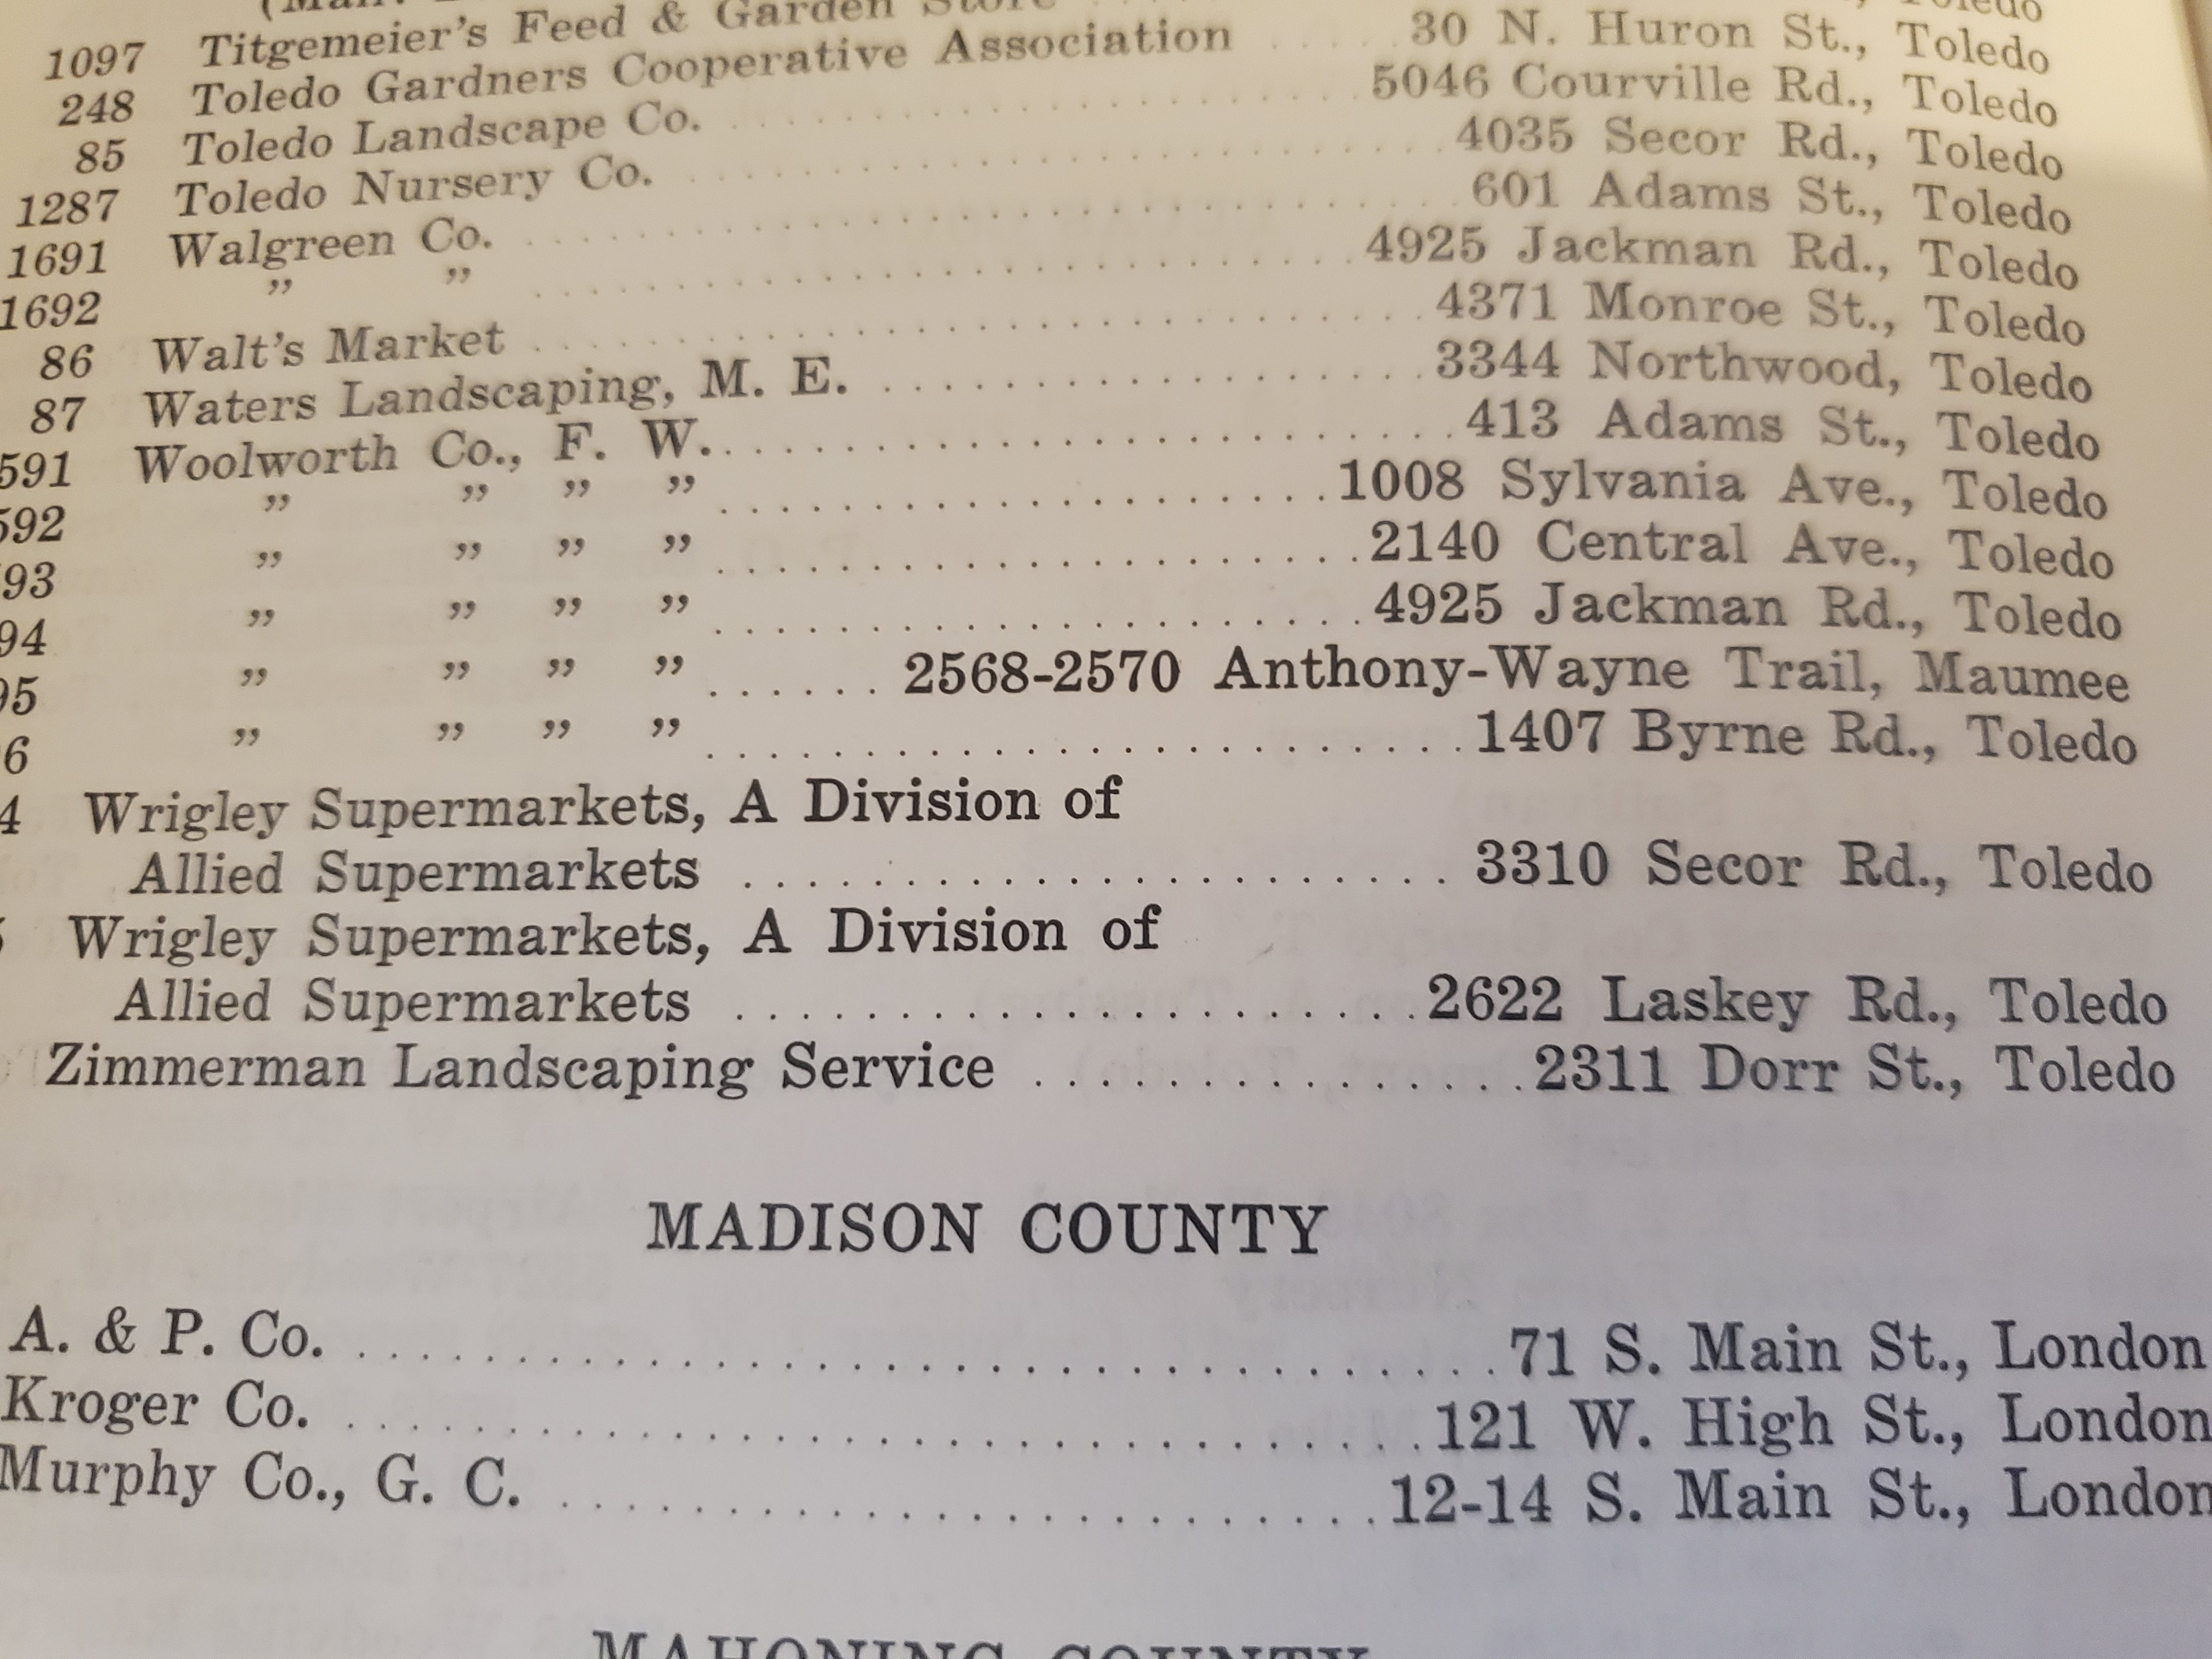 1097 Titgemeier's Feed & Garden Store Toledo
248 Toledo Gardners Cooperative Association ..... 30 N. Huron St., Toledo
85 Toledo Landscape Co. ..... 5046 Courville Rd., Toledo
1287 Toledo Nursery Co. ..... 4035 Secor Rd., Toledo
1691 Walgreen Co. ..... 601 Adams St., Toledo
1692 " " ..... 4925 Jackman Rd., Toledo
86 Walt's Market ..... 4371 Monroe St., Toledo
87 Waters Landscaping, M. E. ..... 3344 Northwood, Toledo
591 Woolworth Co., F. W. ..... 413 Adams St., Toledo
592 " " " " ..... 1008 Sylvania Ave., Toledo
93 " " " " ..... 2140 Central Ave., Toledo
94 " " " " ..... 4925 Jackman Rd., Toledo
95 " " " " ..... 2568-2570 Anthony-Wayne Trail, Maumee
6 " " " " ..... 1407 Byrne Rd., Toledo
4 Wrigley Supermarkets, A Division of
Allied Supermarkets ..... 3310 Secor Rd., Toledo
Wrigley Supermarkets, A Division of
Allied Supermarkets ..... 2622 Laskey Rd., Toledo
Zimmerman Landscaping Service ..... 2311 Dorr St., Toledo
MADISON COUNTY
A. & P. Co. ..... 71 S. Main St., London
Kroger Co. ..... 121 W. High St., London
Murphy Co., G. C. ..... 12-14 S. Main St., London
MAHONING COUNTY